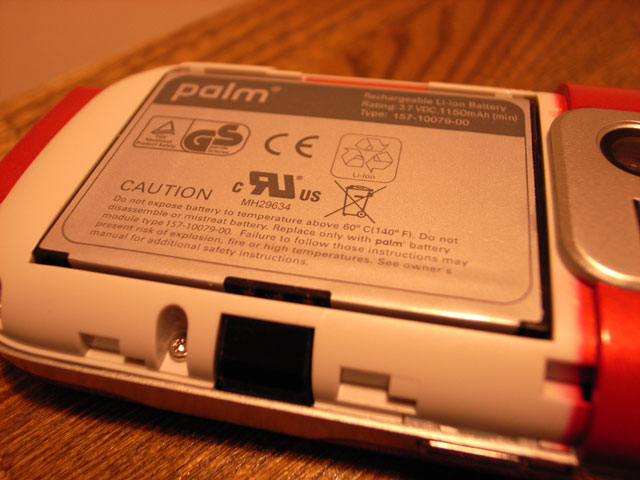 palm®
Rechargeable Li-ion Battery
Rating: 3.7 VDC, 1150mAh (min)
Type: 157-10079-00
GS
CE
Li-Ion
CAUTION
c RU® US
MH29634
Do not expose battery to temperature above 60° C(140° F). Do not
disassemble or mistreat battery. Replace only with palm® battery
module type 157-10079-00. Failure to follow those instructions may
present risk of explosion, fire or high temperatures. See owner's
manual for additional safety instructions.